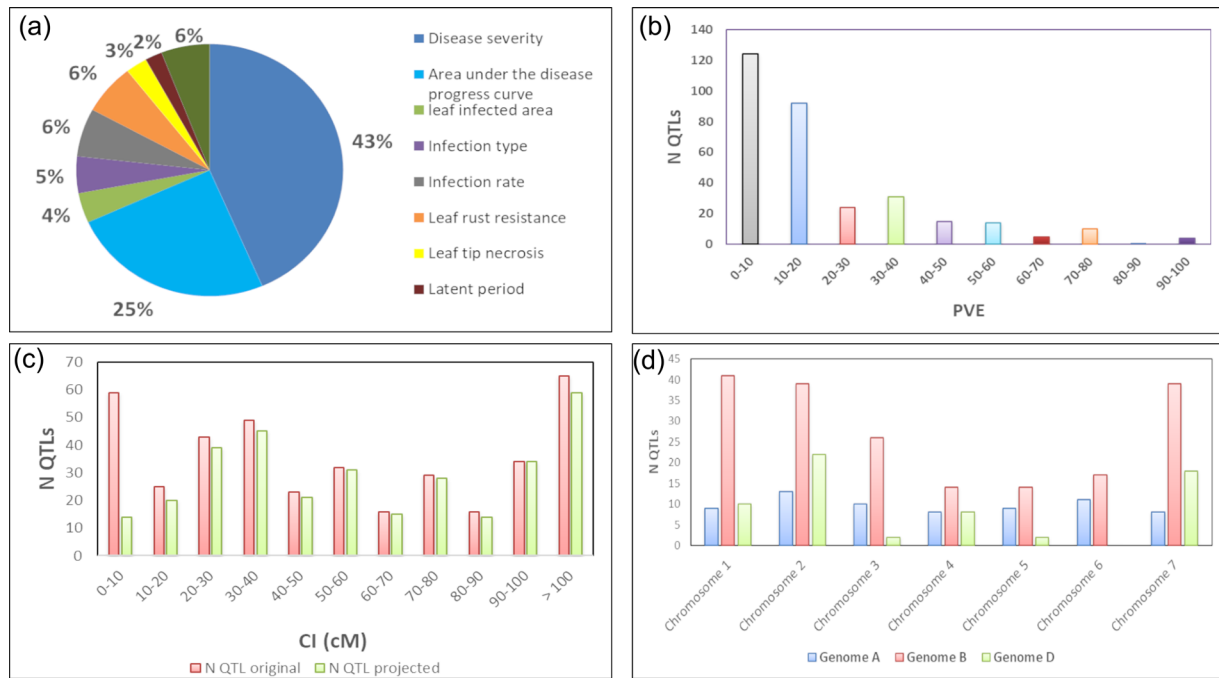 (a)
6%
2%
3%
6%
6%
5%
4%
25%
43%
Disease severity
Area under the disease
progress curve
leaf infected area
Infection type
Infection rate
Leaf rust resistance
Leaf tip necrosis
Latent period
(b)
N QTLs
140
120
100
80
60
40
20
0
0-10
10-20
20-30
30-40
40-50
50-60
60-70
70-80
80-90
90-100
PVE
(c)
N QTLs
70
60
50
40
30
20
10
0
0-10
10-20
20-30
30-40
40-50
50-60
60-70
70-80
80-90
90-100
> 100
CI (cM)
N QTL original N QTL projected
(d)
N QTLs
45
40
35
30
25
20
15
10
5
0
Chromosome 1
Chromosome 2
Chromosome 3
Chromosome 4
Chromosome 5
Chromosome 6
Chromosome 7
Genome A Genome B Genome D